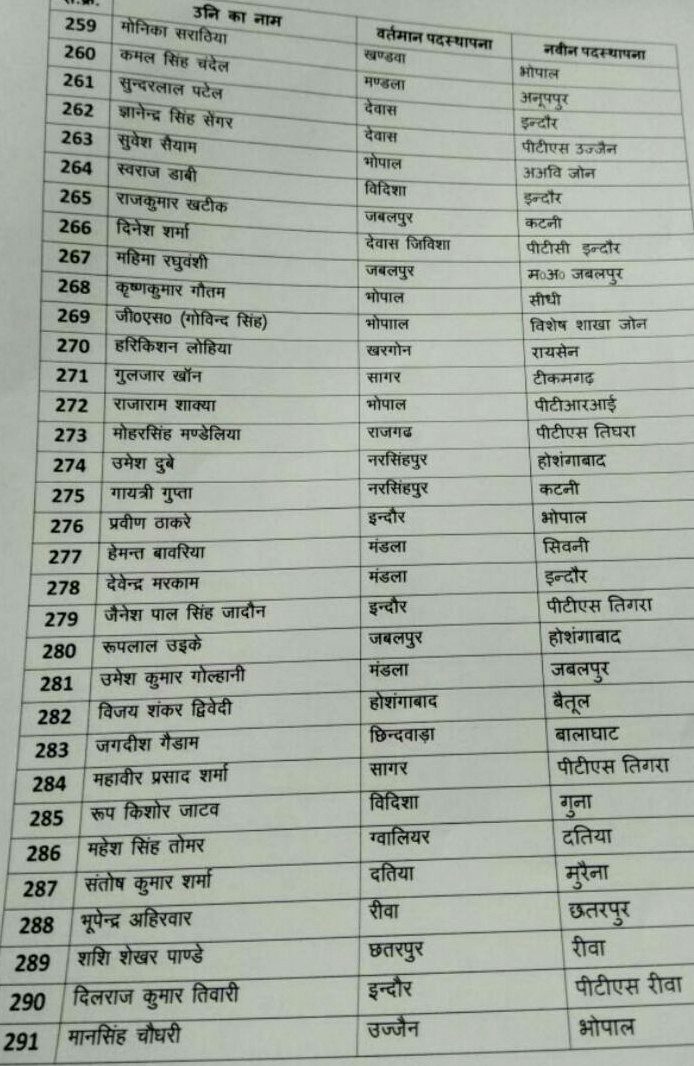 स.क्र. उनि का नाम वर्तमान पदस्थापना नवीन पदस्थापना
259 मोनिका सराठिया खण्डवा भोपाल
260 कमल सिंह चंदेल मण्डला अनूपपुर
261 सुन्दरलाल पटेल देवास इन्दौर
262 ज्ञानेन्द्र सिंह सेंगर देवास पीटीएस उज्जैन
263 सुवेश सैयाम भोपाल अअवि जोन
264 स्वराज डाबी विदिशा इन्दौर
265 राजकुमार खटीक जबलपुर कटनी
266 दिनेश शर्मा देवास जिविशा पीटीसी इन्दौर
267 महिमा रघुवंशी जबलपुर म०अ० जबलपुर
268 कृष्णकुमार गौतम भोपाल सीधी
269 जी०एस० (गोविन्द सिंह) भोपााल विशेष शाखा जोन
270 हरिकिशन लोहिया खरगोन रायसेन
271 गुलजार खॉन सागर टीकमगढ़
272 राजाराम शाक्या भोपाल पीटीआरआई
273 मोहरसिंह मण्डेलिया राजगढ पीटीएस तिघरा
274 उमेश दुबे नरसिंहपुर होशंगाबाद
275 गायत्री गुप्ता नरसिंहपुर कटनी
276 प्रवीण ठाकरे इन्दौर भोपाल
277 हेमन्त बावरिया मंडला सिवनी
278 देवेन्द्र मरकाम मंडला इन्दौर
279 जैनेश पाल सिंह जादौन इन्दौर पीटीएस तिगरा
280 रूपलाल उइके जबलपुर होशंगाबाद
281 उमेश कुमार गोल्हानी मंडला जबलपुर
282 विजय शंकर द्विवेदी होशंगाबाद बैतूल
283 जगदीश गैडाम छिन्दवाड़ा बालाघाट
284 महावीर प्रसाद शर्मा सागर पीटीएस तिगरा
285 रूप किशोर जाटव विदिशा गुना
286 महेश सिंह तोमर ग्वालियर दतिया
287 संतोष कुमार शर्मा दतिया मुरैना
288 भूपेन्द्र अहिरवार रीवा छतरपुर
289 शशि शेखर पाण्डे छतरपुर रीवा
290 दिलराज कुमार तिवारी इन्दौर पीटीएस रीवा
291 मानसिंह चौधरी उज्जैन भोपाल